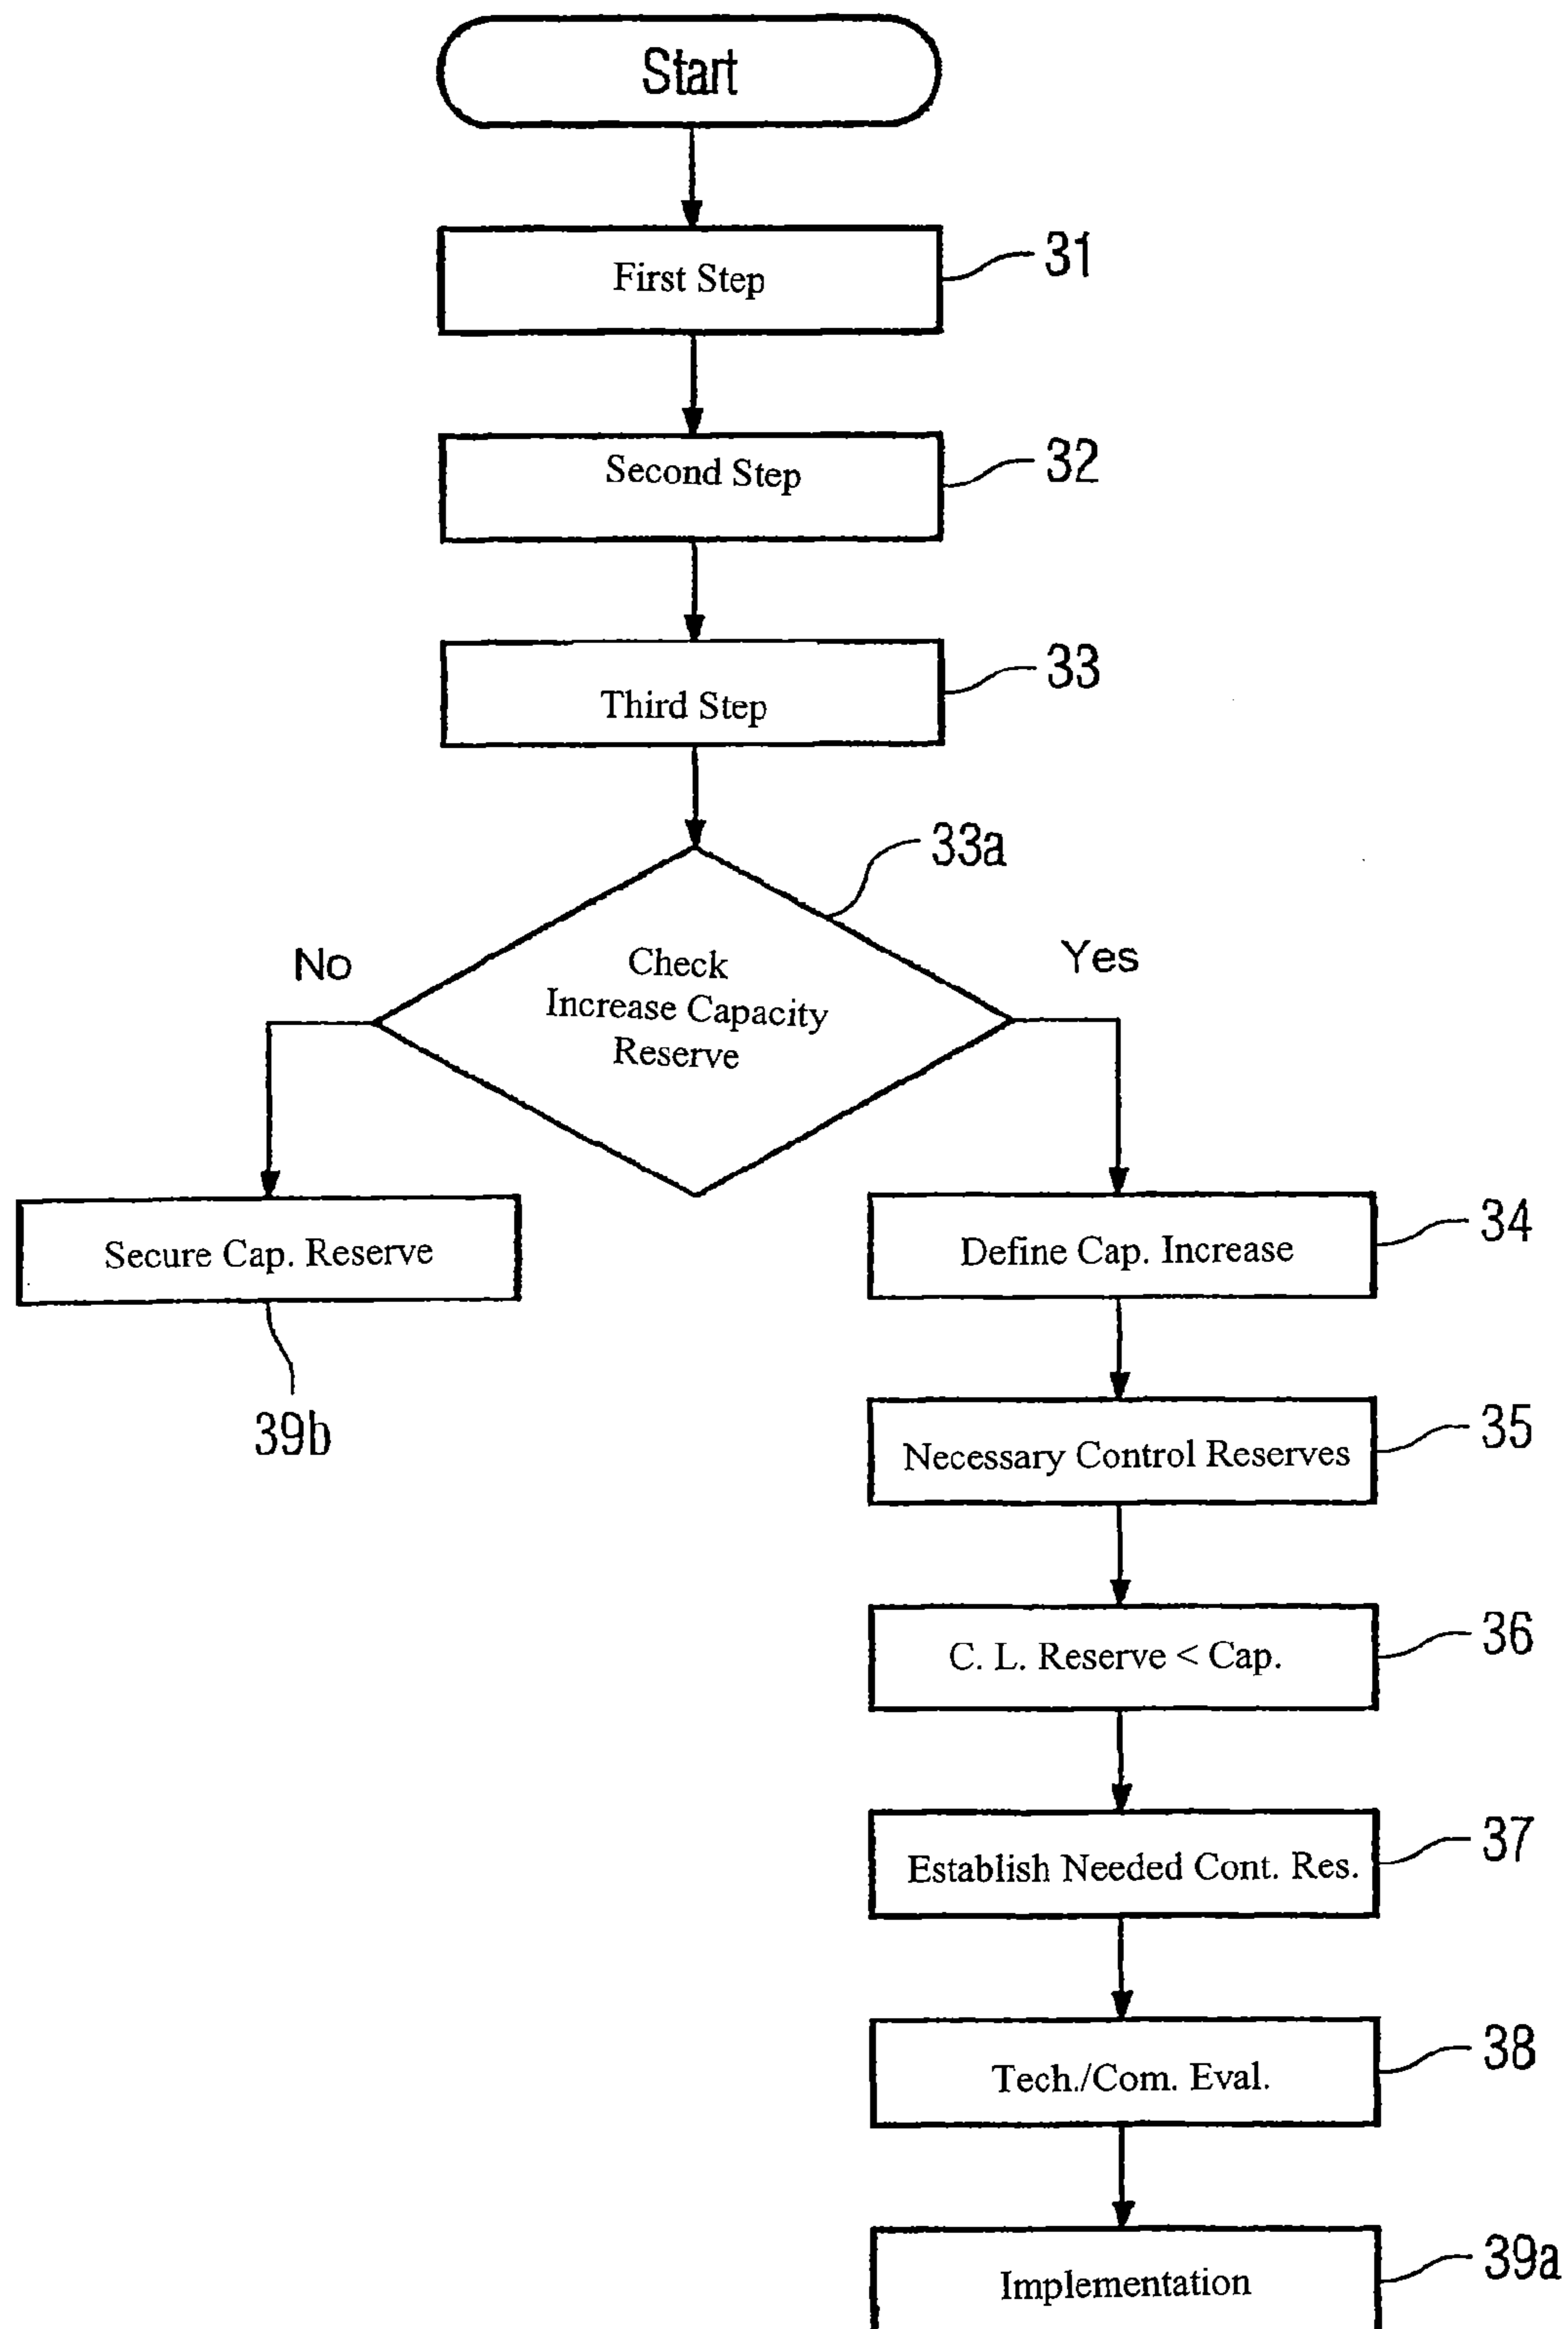 Start
First Step
31
Second Step
32
Third Step
33
33a
No
Yes
Check
Increase Capacity
Reserve
Secure Cap. Reserve
39b
Define Cap. Increase
34
Necessary Control Reserves
35
C. L. Reserve < Cap.
36
Establish Needed Cont. Res.
37
Tech./Com. Eval.
38
Implementation
39a